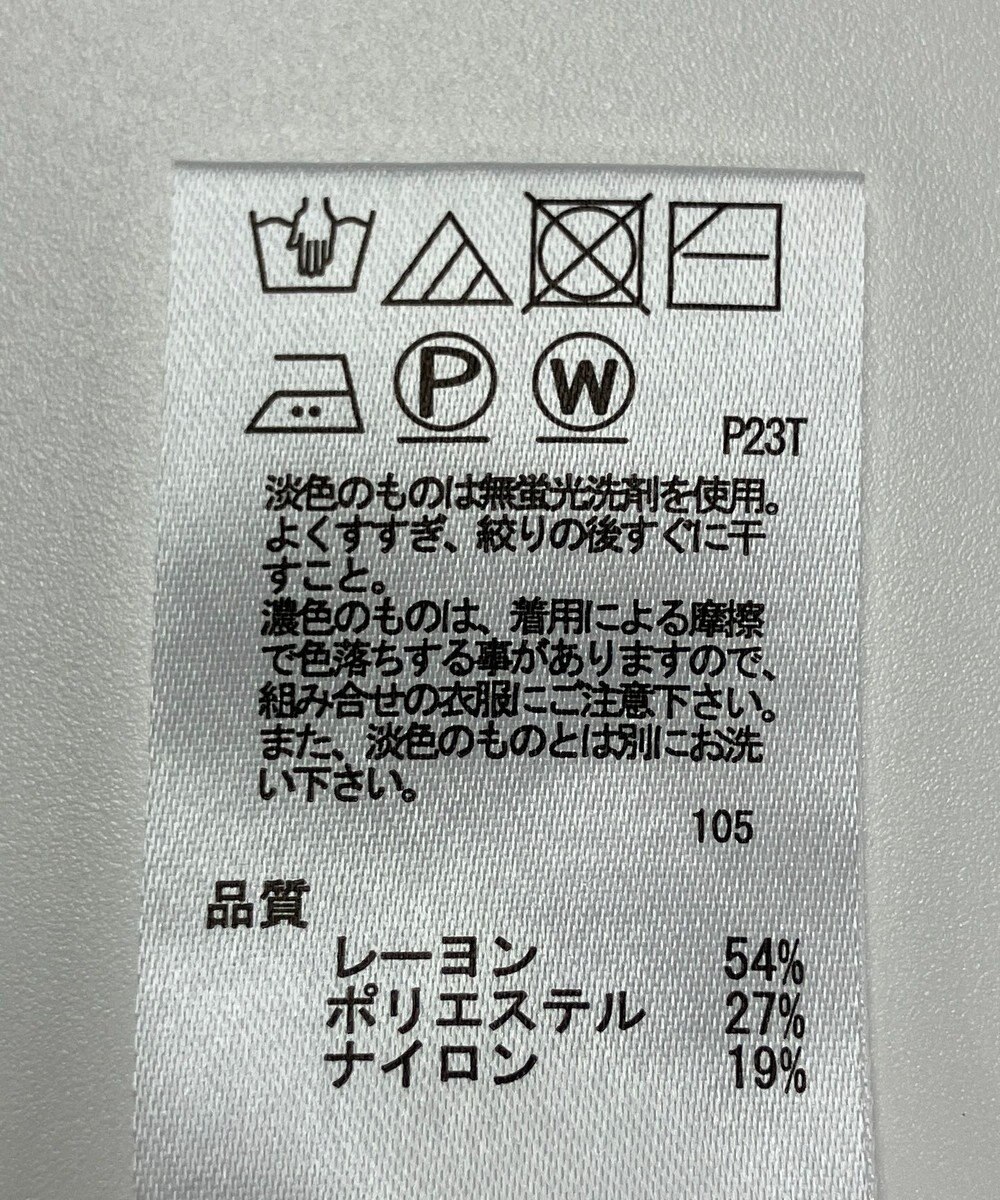 P W
P23T
淡色のものは無蛍光洗剤を使用。
よくすすぎ、絞りの後すぐに干
すこと。
濃色のものは、着用による摩擦
で色落ちする事がありますので、
組み合せの衣服にご注意下さい。
また、淡色のものとは別にお洗
い下さい。
105
品質
レーヨン 54%
ポリエステル 27%
ナイロン 19%